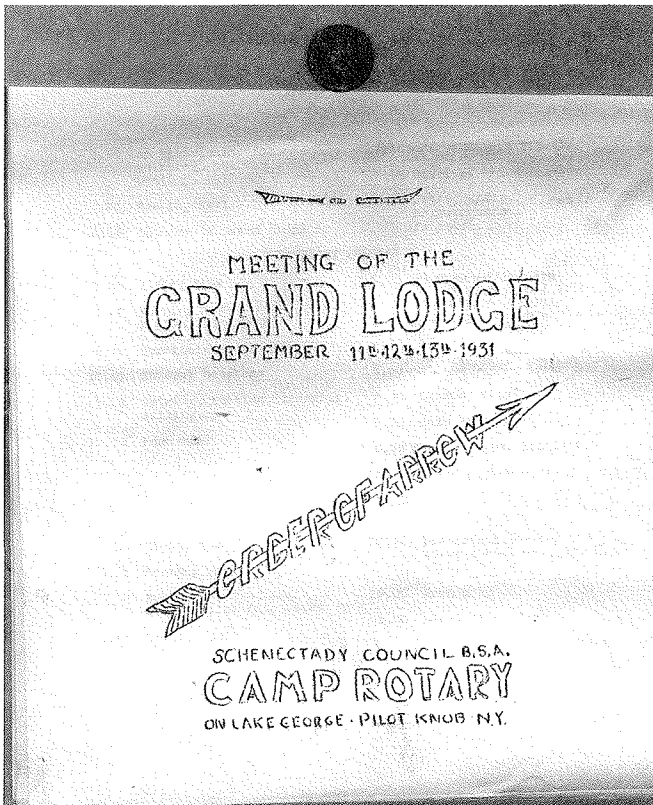 MEETING OF THE
GRAND LODGE
SEPTEMBER 11TH·12TH·13TH·1931
ORDER OF ARROW
SCHENECTADY COUNCIL B.S.A.
CAMP ROTARY
ON LAKE GEORGE · PILOT KNOB N.Y.